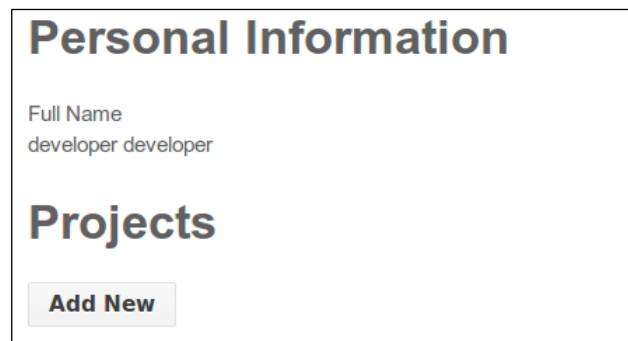 Personal Information
Full Name
developer developer
Projects
Add New